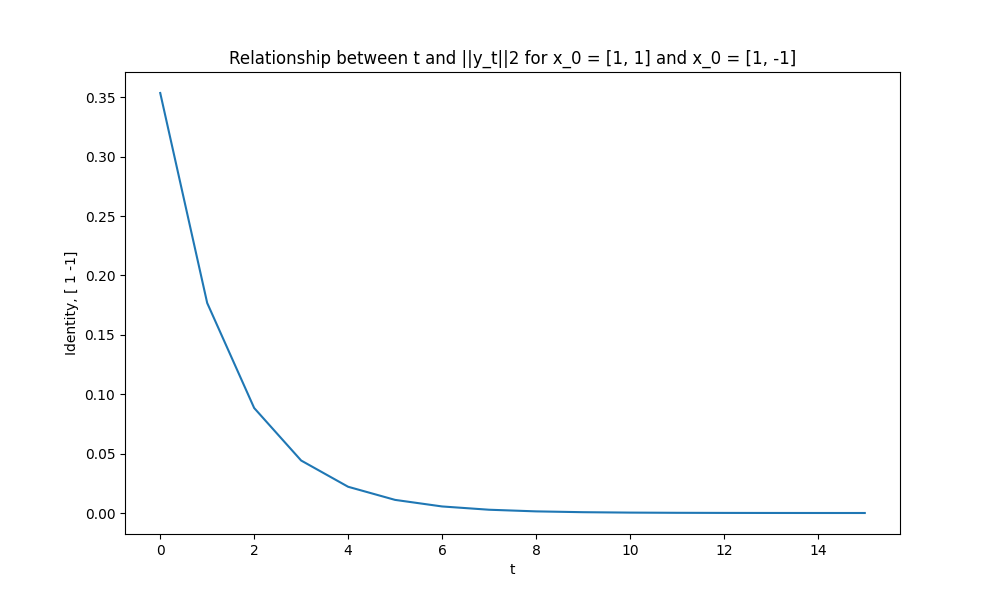 Relationship between t and ||y_t||2 for x_0 = [1, 1] and x_0 = [1, -1]
Identity, [ 1 -1]
0.35
0.30
0.25
0.20
0.15
0.10
0.05
0.00
0 2 4 6 8 10 12 14
t